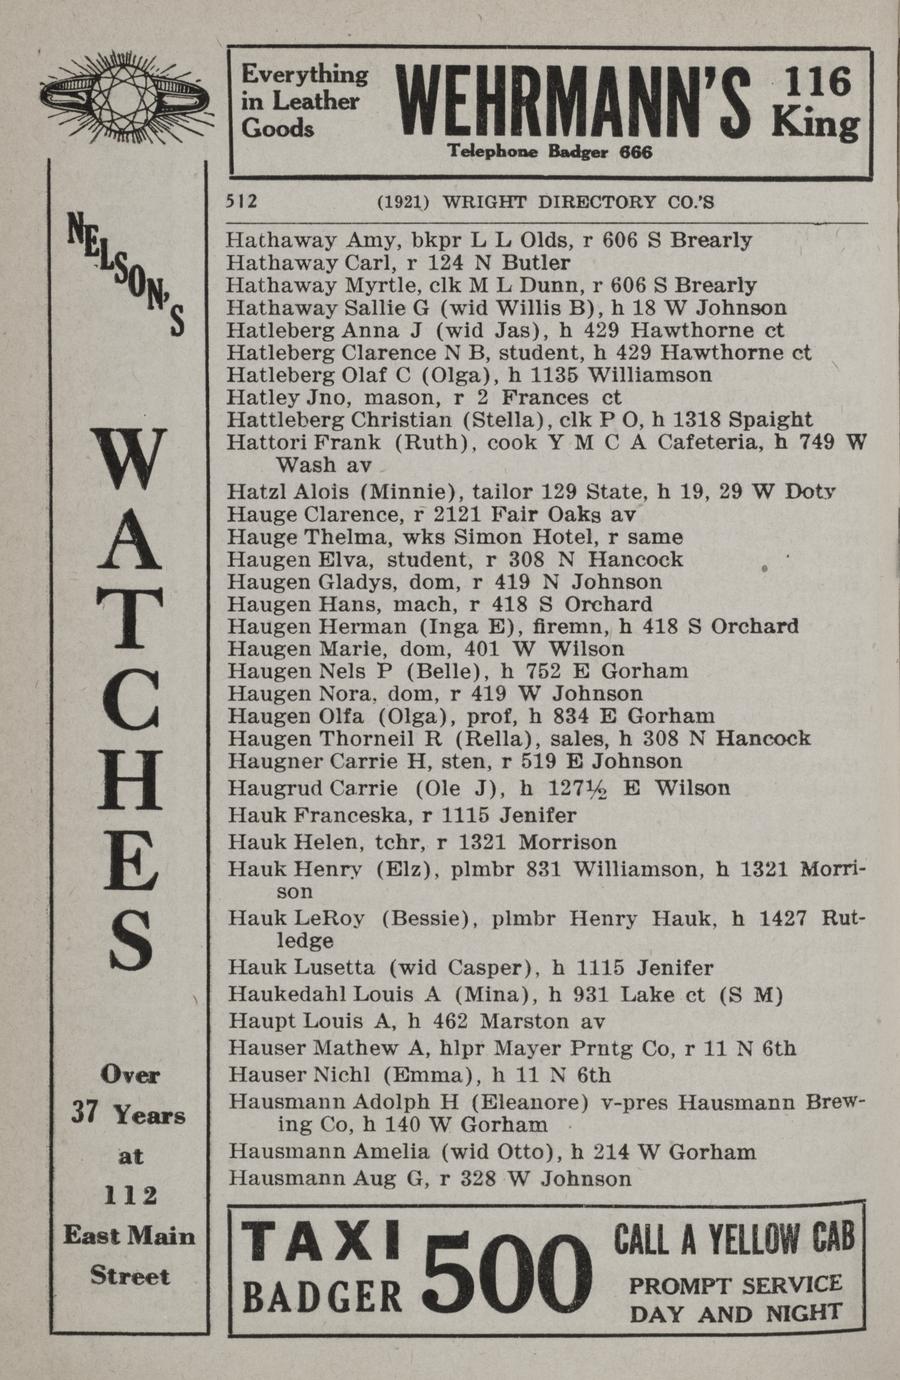 Everything
in Leather
Goods
WEHRMANN'S
Telephone Badger 666
116
King
NELSON'S
WATCHES
Over
37 Years
at
112
East Main
Street
512 (1921) WRIGHT DIRECTORY CO.'S
Hathaway Amy, bkpr L L Olds, r 606 S Brearly
Hathaway Carl, r 124 N Butler
Hathaway Myrtle, clk M L Dunn, r 606 S Brearly
Hathaway Sallie G (wid Willis B), h 18 W Johnson
Hatleberg Anna J (wid Jas), h 429 Hawthorne ct
Hatleberg Clarence N B, student, h 429 Hawthorne ct
Hatleberg Olaf C (Olga), h 1135 Williamson
Hatley Jno, mason, r 2 Frances ct
Hattleberg Christian (Stella), clk P O, h 1318 Spaight
Hattori Frank (Ruth), cook Y M C A Cafeteria, h 749 W
Wash av
Hatzl Alois (Minnie), tailor 129 State, h 19, 29 W Doty
Hauge Clarence, r 2121 Fair Oaks av
Hauge Thelma, wks Simon Hotel, r same
Haugen Elva, student, r 308 N Hancock
Haugen Gladys, dom, r 419 N Johnson
Haugen Hans, mach, r 418 S Orchard
Haugen Herman (Inga E), firemn, h 418 S Orchard
Haugen Marie, dom, 401 W Wilson
Haugen Nels P (Belle), h 752 E Gorham
Haugen Nora, dom, r 419 W Johnson
Haugen Olfa (Olga), prof, h 834 E Gorham
Haugen Thorneil R (Rella), sales, h 308 N Hancock
Haugner Carrie H, sten, r 519 E Johnson
Haugrud Carrie (Ole J), h 127½ E Wilson
Hauk Franceska, r 1115 Jenifer
Hauk Helen, tchr, r 1321 Morrison
Hauk Henry (Elz), plmbr 831 Williamson, h 1321 Morri-
son
Hauk LeRoy (Bessie), plmbr Henry Hauk, h 1427 Rut-
ledge
Hauk Lusetta (wid Casper), h 1115 Jenifer
Haukedahl Louis A (Mina), h 931 Lake ct (S M)
Haupt Louis A, h 462 Marston av
Hauser Mathew A, hlpr Mayer Prntg Co, r 11 N 6th
Hauser Nichl (Emma), h 11 N 6th
Hausmann Adolph H (Eleanore) v-pres Hausmann Brew-
ing Co, h 140 W Gorham
Hausmann Amelia (wid Otto), h 214 W Gorham
Hausmann Aug G, r 328 W Johnson
TAXI
BADGER
500
CALL A YELLOW CAB
PROMPT SERVICE
DAY AND NIGHT